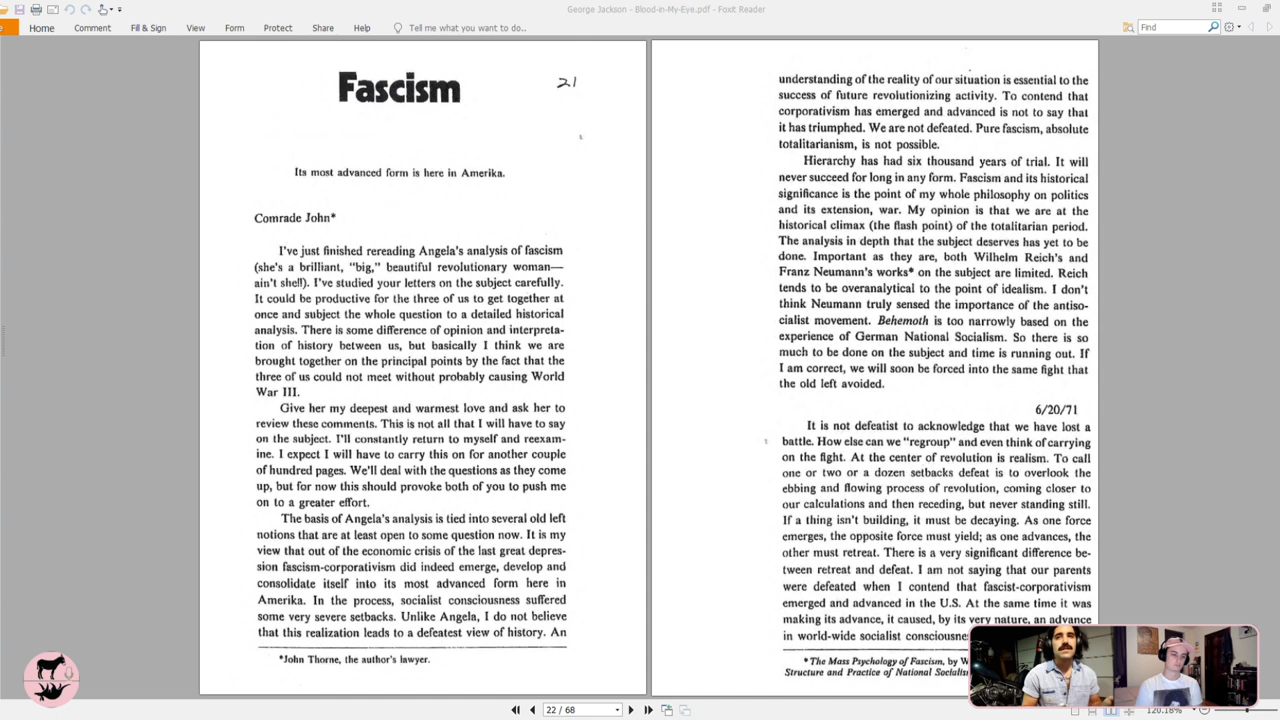 George Jackson - Blood-in-My-Eye.pdf - Foxit Reader
Home Comment Fill & Sign View Form Protect Share Help Tell me what you want to do.. Find
Fascism
21
Its most advanced form is here in Amerika.
Comrade John*
I've just finished rereading Angela's analysis of fascism
(she's a brilliant, "big," beautiful revolutionary woman—
ain't she!!). I've studied your letters on the subject carefully.
It could be productive for the three of us to get together at
once and subject the whole question to a detailed historical
analysis. There is some difference of opinion and interpreta-
tion of history between us, but basically I think we are
brought together on the principal points by the fact that the
three of us could not meet without probably causing World
War III.
Give her my deepest and warmest love and ask her to
review these comments. This is not all that I will have to say
on the subject. I'll constantly return to myself and reexam-
ine. I expect I will have to carry this on for another couple
of hundred pages. We'll deal with the questions as they come
up, but for now this should provoke both of you to push me
on to a greater effort.
The basis of Angela's analysis is tied into several old left
notions that are at least open to some question now. It is my
view that out of the economic crisis of the last great depres-
sion fascism-corporativism did indeed emerge, develop and
consolidate itself into its most advanced form here in
Amerika. In the process, socialist consciousness suffered
some very severe setbacks. Unlike Angela, I do not believe
that this realization leads to a defeatest view of history. An
*John Thorne, the author's lawyer.
understanding of the reality of our situation is essential to the
success of future revolutionizing activity. To contend that
corporativism has emerged and advanced is not to say that
it has triumphed. We are not defeated. Pure fascism, absolute
totalitarianism, is not possible.
Hierarchy has had six thousand years of trial. It will
never succeed for long in any form. Fascism and its historical
significance is the point of my whole philosophy on politics
and its extension, war. My opinion is that we are at the
historical climax (the flash point) of the totalitarian period.
The analysis in depth that the subject deserves has yet to be
done. Important as they are, both Wilhelm Reich's and
Franz Neumann's works* on the subject are limited. Reich
tends to be overanalytical to the point of idealism. I don't
think Neumann truly sensed the importance of the antiso-
cialist movement. Behemoth is too narrowly based on the
experience of German National Socialism. So there is so
much to be done on the subject and time is running out. If
I am correct, we will soon be forced into the same fight that
the old left avoided.
6/20/71
It is not defeatist to acknowledge that we have lost a
battle. How else can we "regroup" and even think of carrying
on the fight. At the center of revolution is realism. To call
one or two or a dozen setbacks defeat is to overlook the
ebbing and flowing process of revolution, coming closer to
our calculations and then receding, but never standing still.
If a thing isn't building, it must be decaying. As one force
emerges, the opposite force must yield; as one advances, the
other must retreat. There is a very significant difference be-
tween retreat and defeat. I am not saying that our parents
were defeated when I contend that fascist-corporativism
emerged and advanced in the U.S. At the same time it was
making its advance, it caused, by its very nature, an advance
in world-wide socialist consciousne
* The Mass Psychology of Fascism, by W
Structure and Practice of National Socialis
22 / 68
120.18%